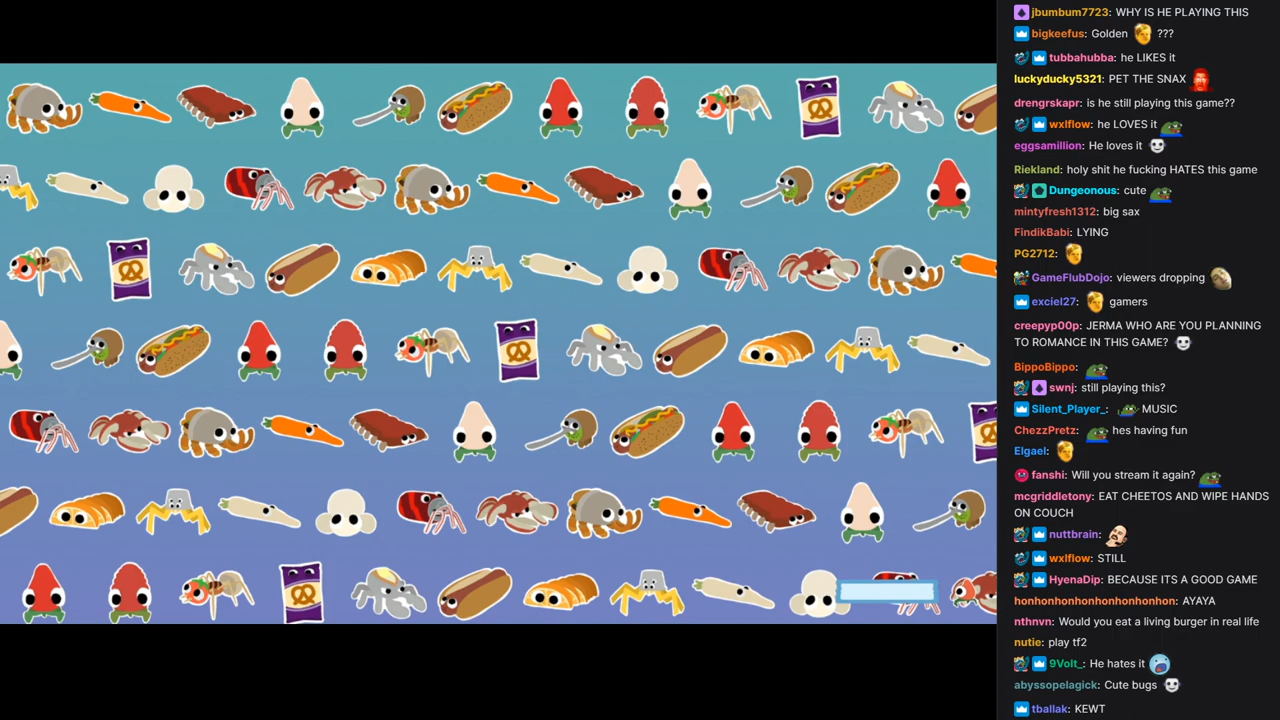 jbumbum7723: WHY IS HE PLAYING THIS
bigkeefus: Golden ???
tubbahubba: he LIKES it
luckyducky5321: PET THE SNAX
drengrskapr: is he still playing this game??
wxlflow: he LOVES it
eggsamillion: He loves it
Riekland: holy shit he fucking HATES this game
Dungeonous: cute
mintyfresh1312: big sax
FindikBabi: LYING
PG2712:
GameFlubDojo: viewers dropping
exciel27: gamers
creepyp00p: JERMA WHO ARE YOU PLANNING
TO ROMANCE IN THIS GAME?
BippoBippo:
swnj: still playing this?
Silent_Player_: MUSIC
ChezzPretz: hes having fun
Elgael:
fanshi: Will you stream it again?
mcgriddletony: EAT CHEETOS AND WIPE HANDS
ON COUCH
nuttbrain:
wxlflow: STILL
HyenaDip: BECAUSE ITS A GOOD GAME
honhonhonhonhonhonhonhon: AYAYA
nthnvn: Would you eat a living burger in real life
nutie: play tf2
9Volt_: He hates it
abyssopelagick: Cute bugs
tballak: KEWT